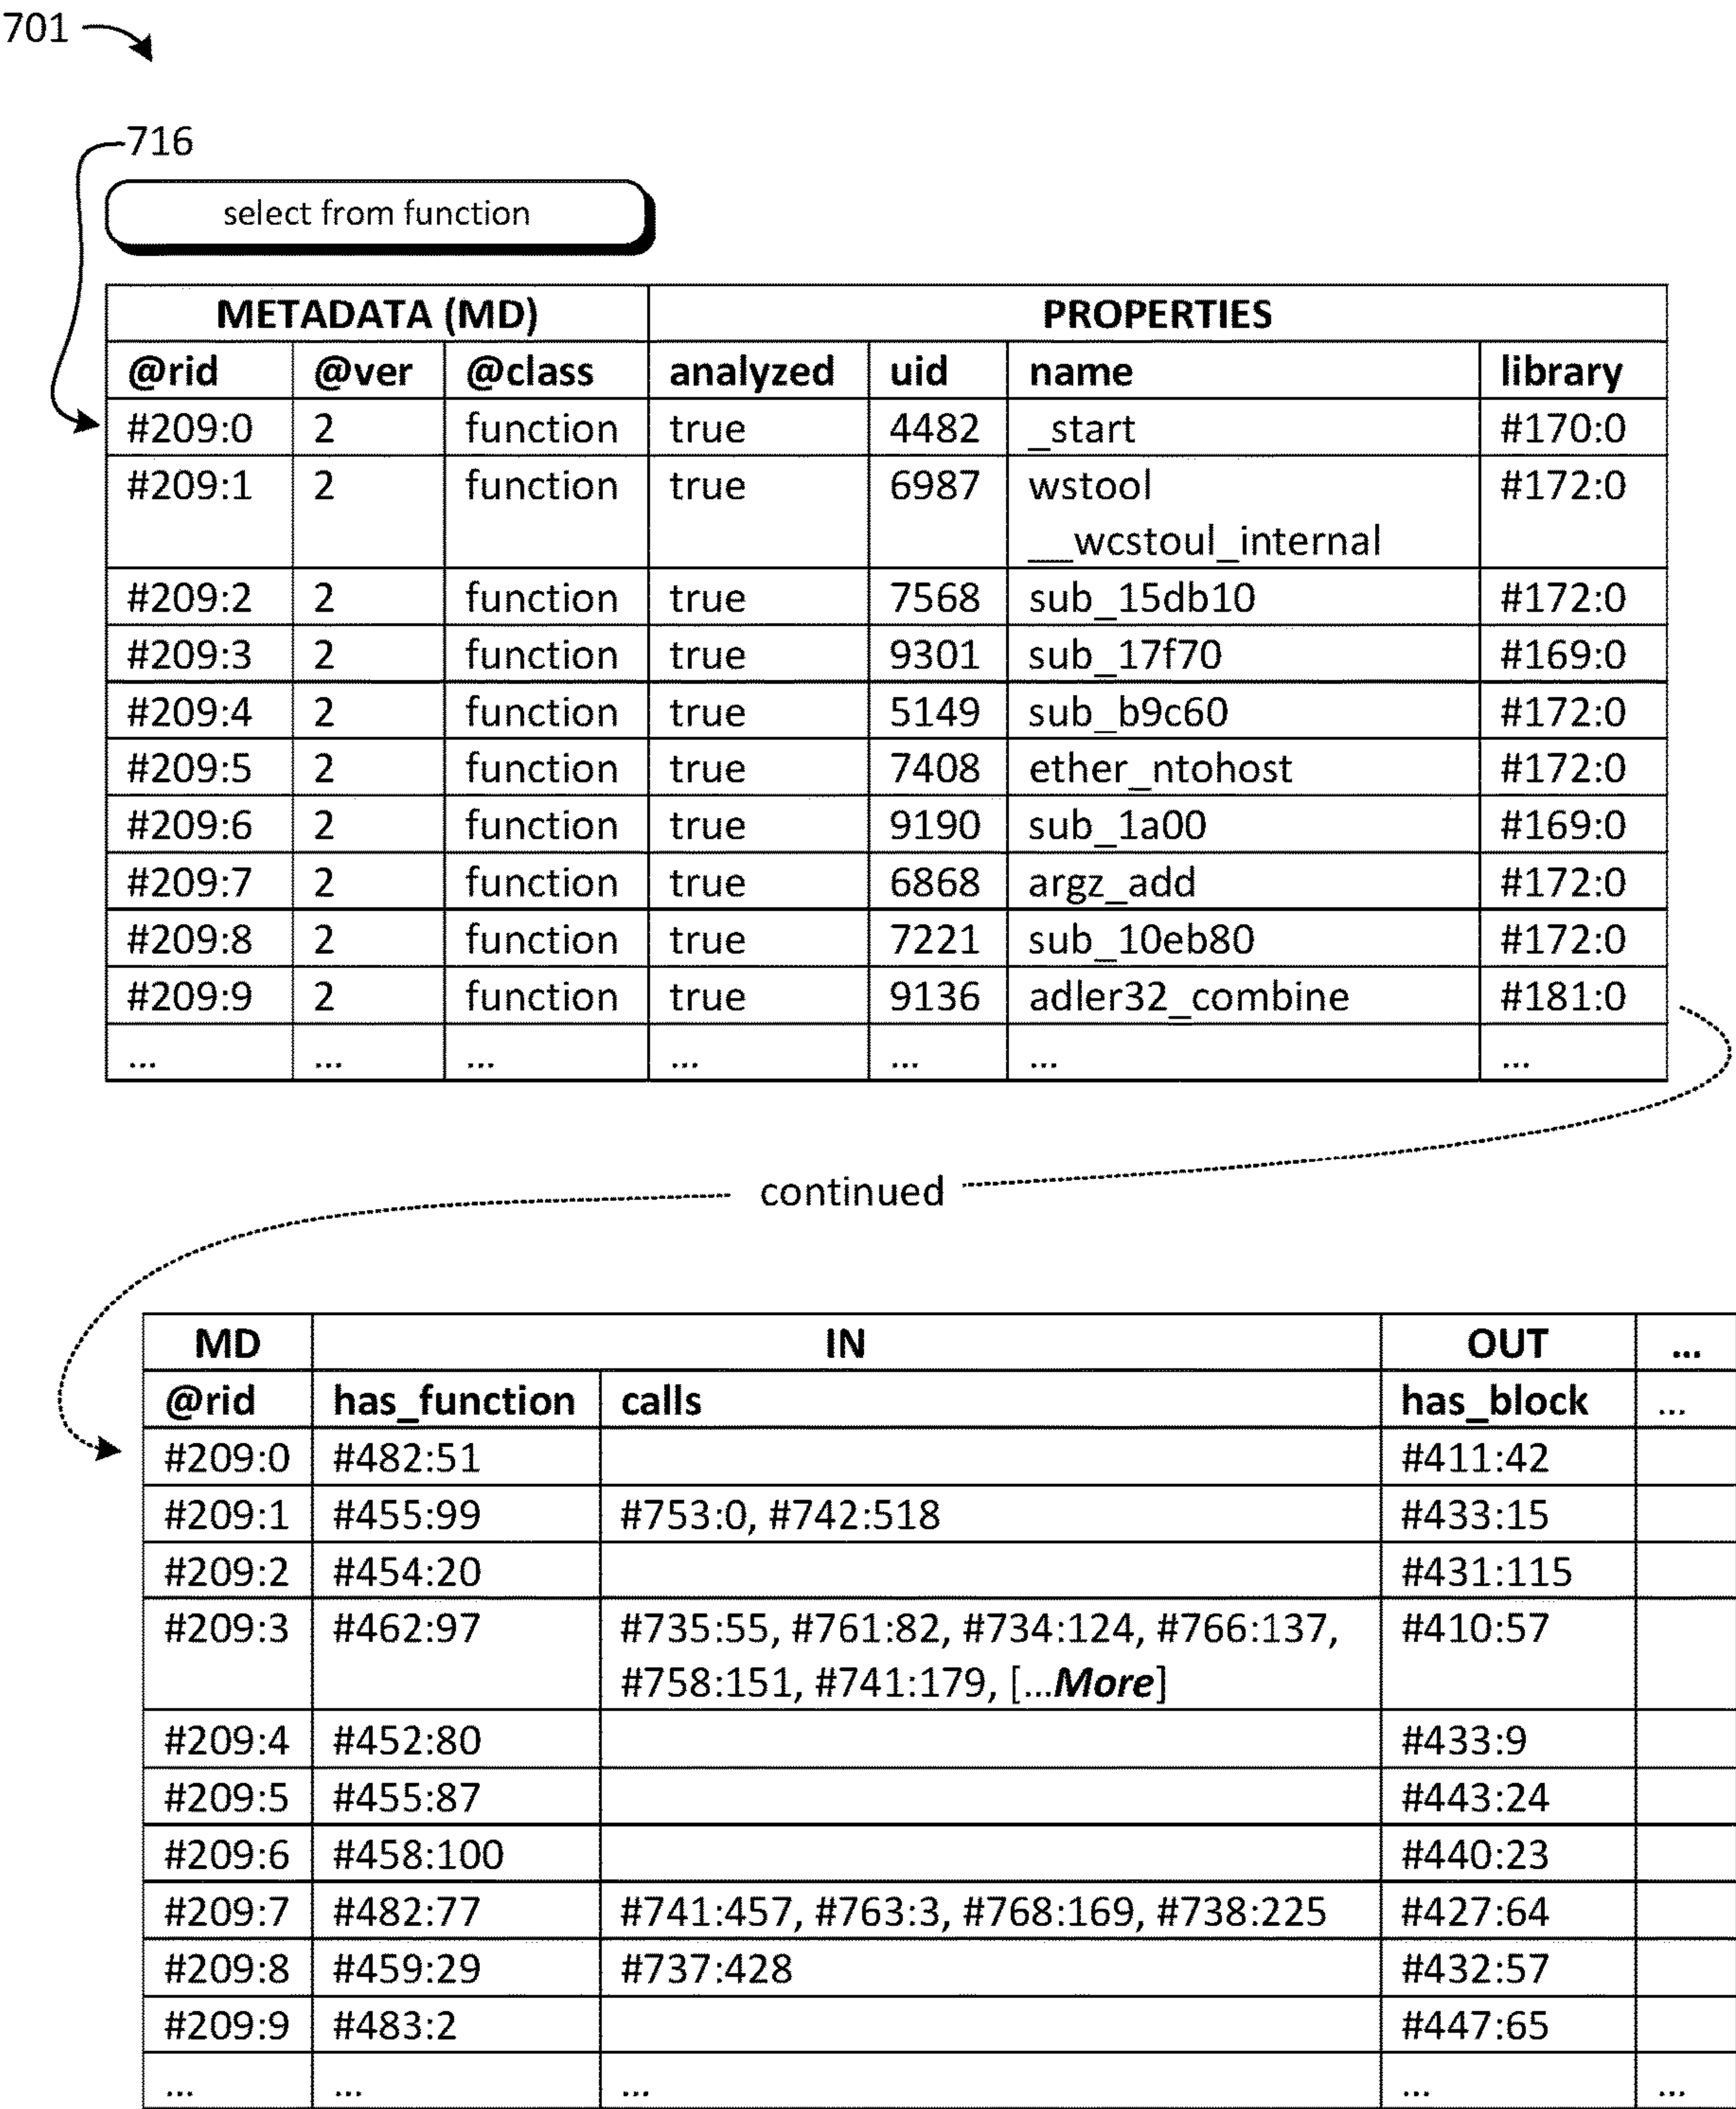 701
716
select from function
METADATA (MD) PROPERTIES
@rid @ver @class analyzed uid name library
#209:0 2 function true 4482 _start #170:0
#209:1 2 function true 6987 wstool #172:0
__wcstoul_internal
#209:2 2 function true 7568 sub_15db10 #172:0
#209:3 2 function true 9301 sub_17f70 #169:0
#209:4 2 function true 5149 sub_b9c60 #172:0
#209:5 2 function true 7408 ether_ntohost #172:0
#209:6 2 function true 9190 sub_1a00 #169:0
#209:7 2 function true 6868 argz_add #172:0
#209:8 2 function true 7221 sub_10eb80 #172:0
#209:9 2 function true 9136 adler32_combine #181:0
... ... ... ... ... ... ...
continued
MD IN OUT ...
@rid has_function calls has_block ...
#209:0 #482:51 #411:42
#209:1 #455:99 #753:0, #742:518 #433:15
#209:2 #454:20 #431:115
#209:3 #462:97 #735:55, #761:82, #734:124, #766:137, #410:57
#758:151, #741:179, [...More]
#209:4 #452:80 #433:9
#209:5 #455:87 #443:24
#209:6 #458:100 #440:23
#209:7 #482:77 #741:457, #763:3, #768:169, #738:225 #427:64
#209:8 #459:29 #737:428 #432:57
#209:9 #483:2 #447:65
... ... ... ... ...